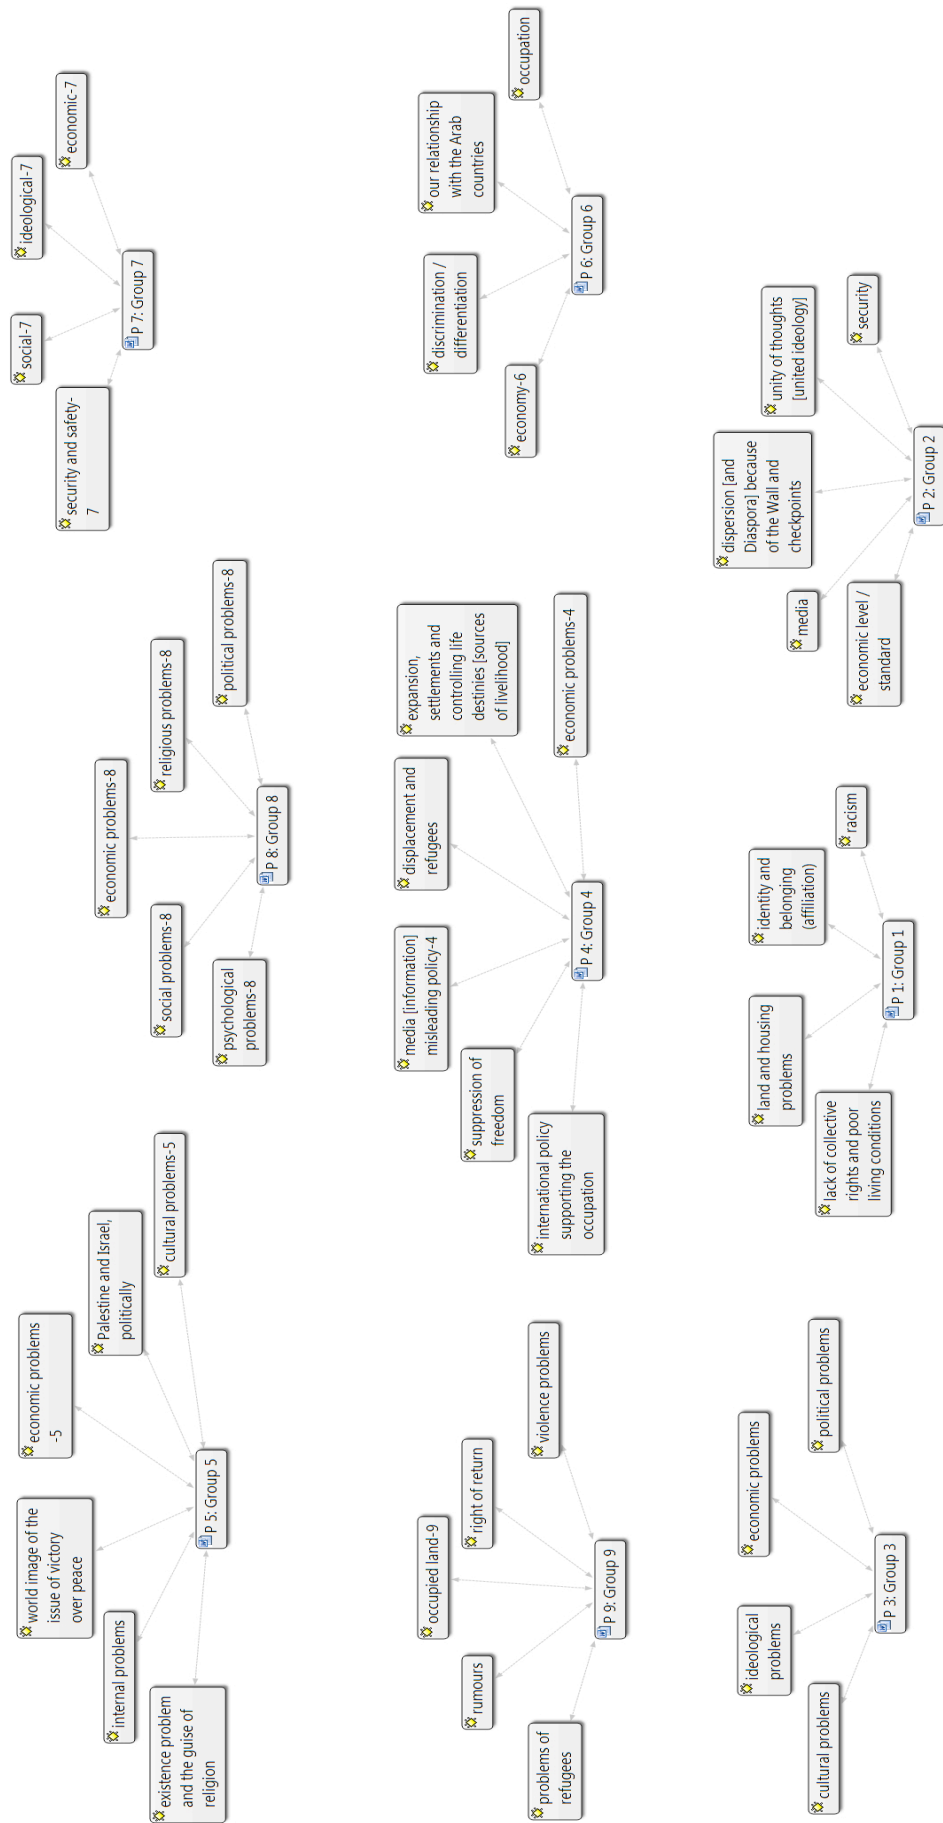 world image of the
issue of victory
over peace
economic problems
-5
internal problems
Palestine and Israel,
politically
existence problem
and the guise of
religion
cultural problems-5
P 5: Group 5
economic problems-8
social problems-8
religious problems-8
psychological
problems-8
political problems-8
P 8: Group 8
social-7
ideological-7
security and safety-
7
economic-7
P 7: Group 7
occupied land-9
rumours
right of return
problems of
refugees
violence problems
P 9: Group 9
media [information]
misleading policy-4
displacement and
refugees
expansion,
settlements and
controlling life
destinies [sources
of livelihood]
suppression of
freedom
international policy
supporting the
occupation
economic problems-4
P 4: Group 4
discrimination /
differentiation
our relationship
with the Arab
countries
economy-6
occupation
P 6: Group 6
ideological
problems
economic problems
cultural problems
political problems
P 3: Group 3
land and housing
problems
identity and
belonging
(affiliation)
lack of collective
rights and poor
living conditions
racism
P 1: Group 1
dispersion [and
Diaspora] because
of the Wall and
checkpoints
unity of thoughts
[united ideology]
media
economic level /
standard
security
P 2: Group 2